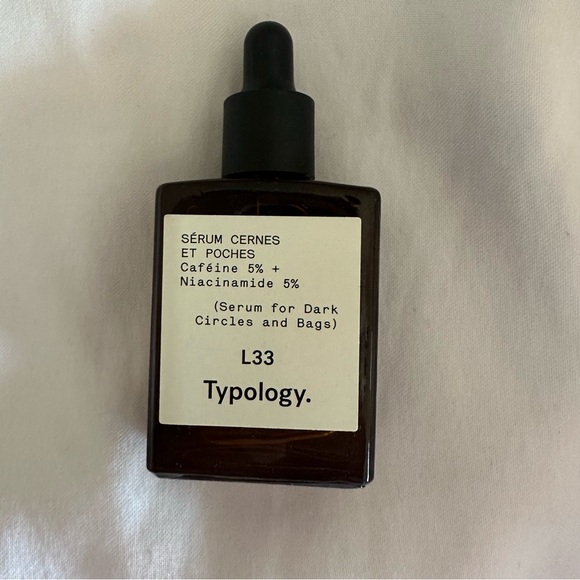 SÉRUM CERNES
ET POCHES
Caféine 5% +
Niacinamide 5%
(Serum for Dark
Circles and Bags)
L33
Typology.